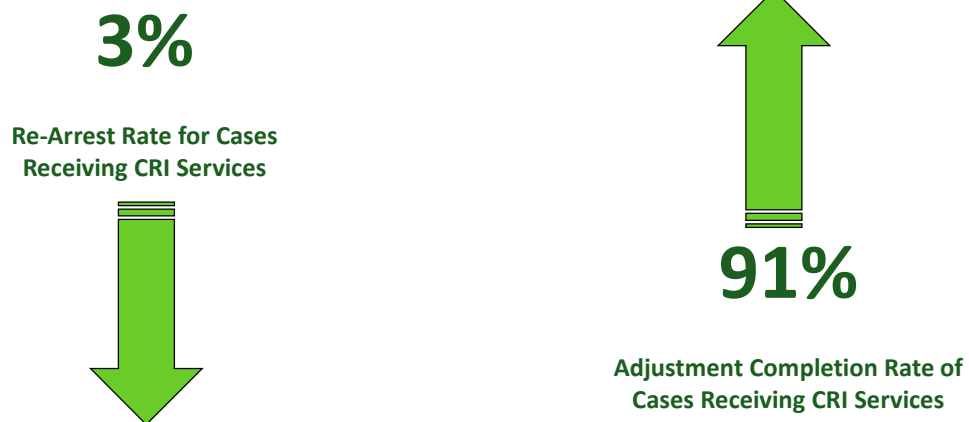 3%
Re-Arrest Rate for Cases
Receiving CRI Services
91%
Adjustment Completion Rate of
Cases Receiving CRI Services